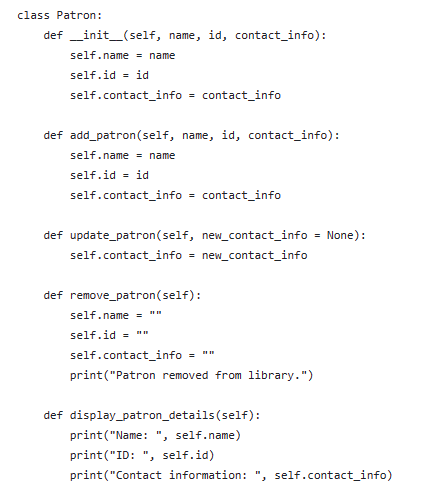 class Patron:
    def __init__(self, name, id, contact_info):
        self.name = name
        self.id = id
        self.contact_info = contact_info

    def add_patron(self, name, id, contact_info):
        self.name = name
        self.id = id
        self.contact_info = contact_info

    def update_patron(self, new_contact_info = None):
        self.contact_info = new_contact_info

    def remove_patron(self):
        self.name = ""
        self.id = ""
        self.contact_info = ""
        print("Patron removed from library.")

    def display_patron_details(self):
        print("Name: ", self.name)
        print("ID: ", self.id)
        print("Contact information: ", self.contact_info)